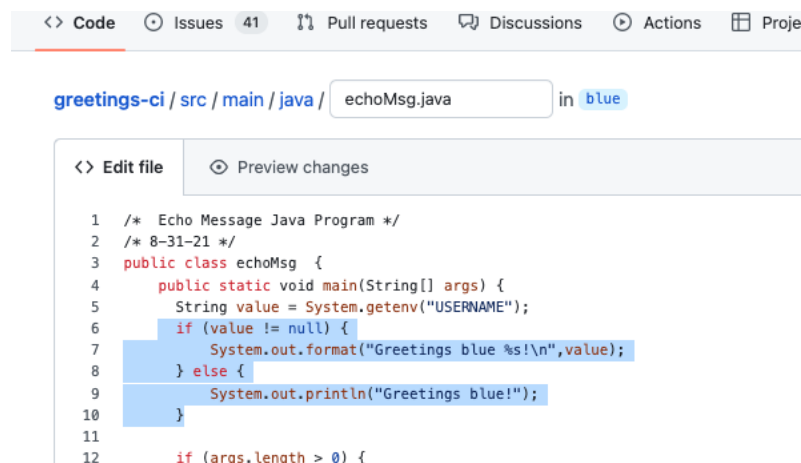 <> Code Issues 41 Pull requests Discussions Actions Proje
greetings-ci / src / main / java / echoMsg.java in blue
<> Edit file Preview changes
1 /*  Echo Message Java Program */
2 /* 8-31-21 */
3 public class echoMsg  {
4     public static void main(String[] args) {
5       String value = System.getenv("USERNAME");
6       if (value != null) {
7           System.out.format("Greetings blue %s!\n",value);
8       } else {
9           System.out.println("Greetings blue!");
10       }
11
12       if (args.length > 0) {